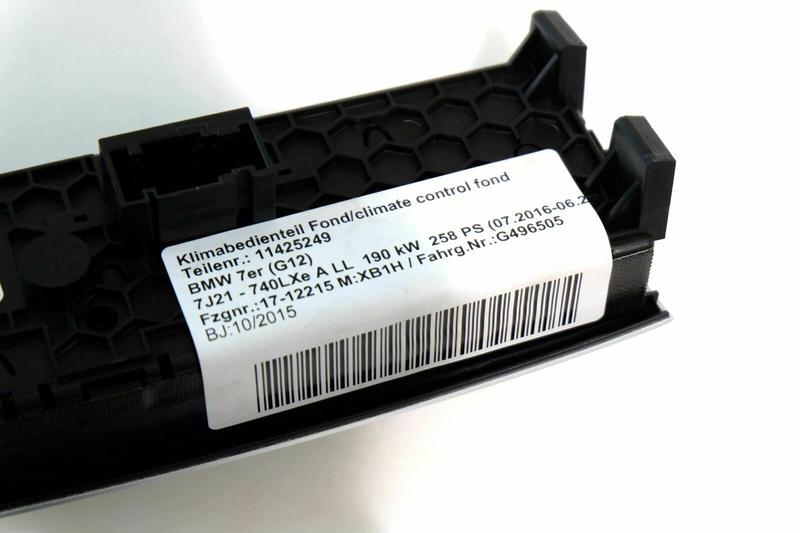 Klimabedienteil Fond/climate control fond
Teilenr.: 11425249
BMW 7er (G12)
7J21 - 740LXe A LL 190 kW 258 PS (07.2016-06.2
Fzgnr.:17-12215 M:XB1H / Fahrg.Nr.:G496505
BJ:10/2015